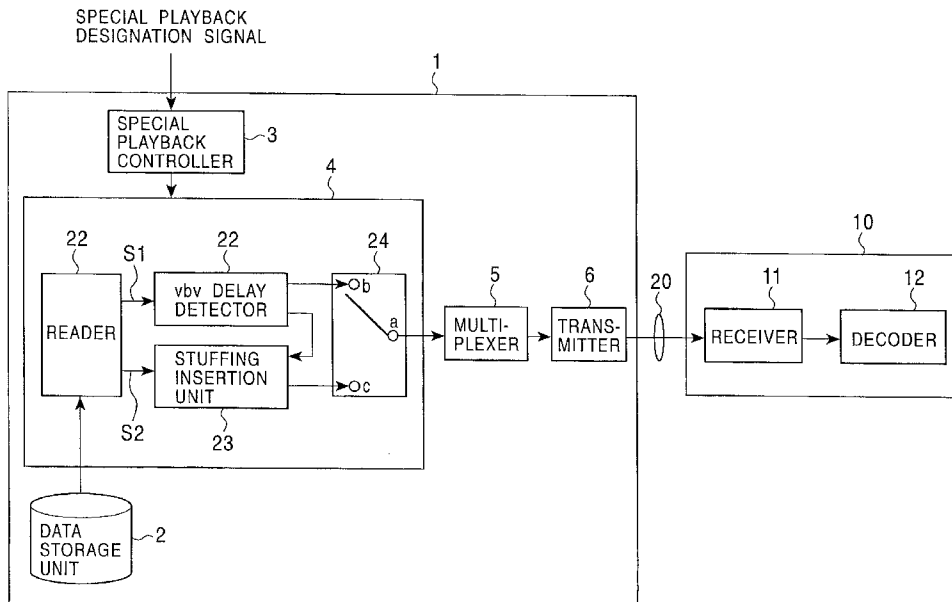 SPECIAL PLAYBACK
DESIGNATION SIGNAL
1
SPECIAL
PLAYBACK
CONTROLLER
3
4
22
S1
22
24
READER
vbv DELAY
DETECTOR
b
a
STUFFING
INSERTION
UNIT
c
S2
23
5
MULTI-
PLEXER
6
TRANS-
MITTER
20
10
11
RECEIVER
12
DECODER
DATA
STORAGE
UNIT
2